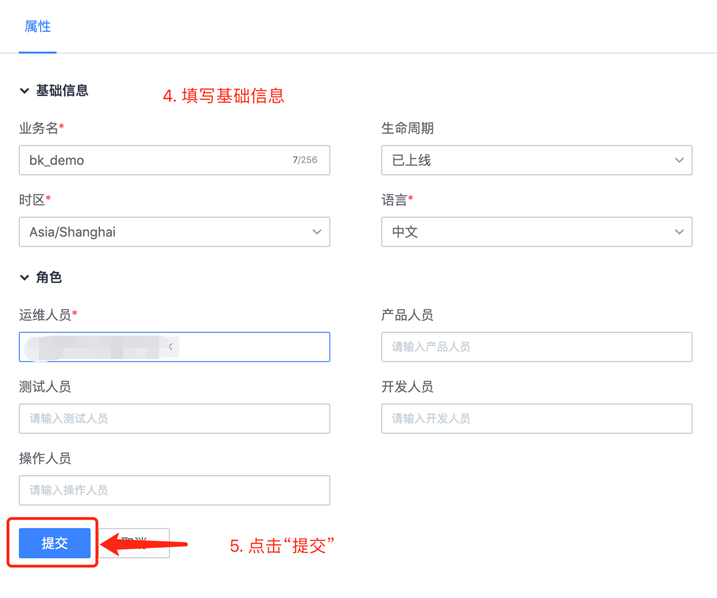 属性
基础信息
4. 填写基础信息
业务名*
生命周期
bk_demo
7/256
已上线
时区*
语言*
Asia/Shanghai
中文
角色
运维人员*
产品人员
请输入产品人员
测试人员
开发人员
请输入测试人员
请输入开发人员
操作人员
请输入操作人员
提交
取消
5. 点击“提交”